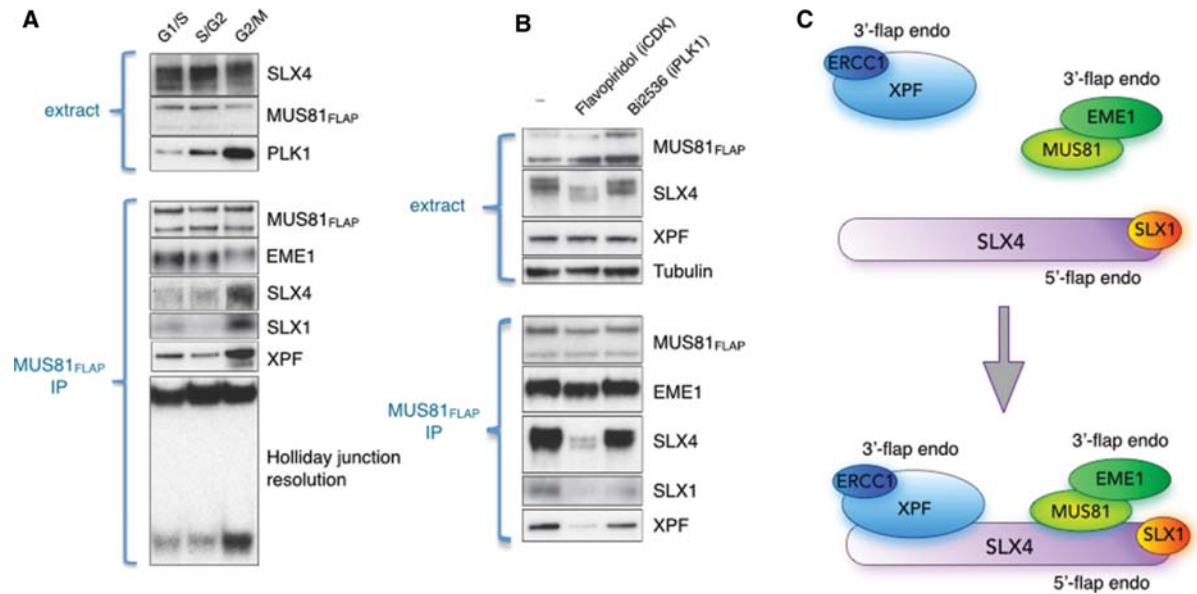 A
G1/S
S/G2
G2/M
extract
SLX4
MUS81FLAP
PLK1
MUS81FLAP
IP
MUS81FLAP
EME1
SLX4
SLX1
XPF
Holliday junction
resolution
B
–
Flavopiridol (iCDK)
Bi2536 (iPLK1)
extract
MUS81FLAP
SLX4
XPF
Tubulin
MUS81FLAP
IP
MUS81FLAP
EME1
SLX4
SLX1
XPF
C
3'-flap endo
ERCC1
XPF
3'-flap endo
EME1
MUS81
SLX4
SLX1
5'-flap endo
3'-flap endo
ERCC1
XPF
3'-flap endo
EME1
MUS81
SLX4
SLX1
5'-flap endo